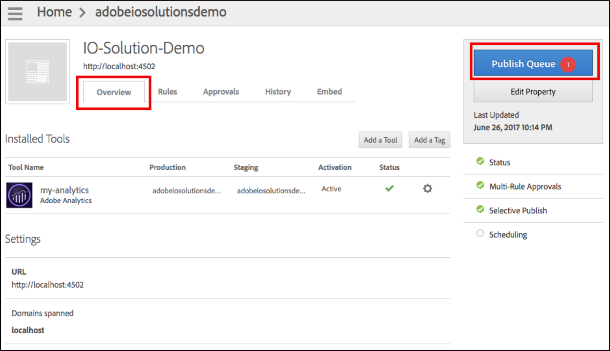 Home > adobeiosolutionsdemo
IO-Solution-Demo
http://localhost:4502
Overview Rules Approvals History Embed
Publish Queue 1
Edit Property
Last Updated
June 26, 2017 10:14 PM
Installed Tools
Add a Tool Add a Tag
Tool Name Production Staging Activation Status
my-analytics adobeiosolutionsde... adobeiosolutionsde... Active
Adobe Analytics
Status
Multi-Rule Approvals
Selective Publish
Scheduling
Settings
URL
http://localhost:4502
Domains spanned
localhost